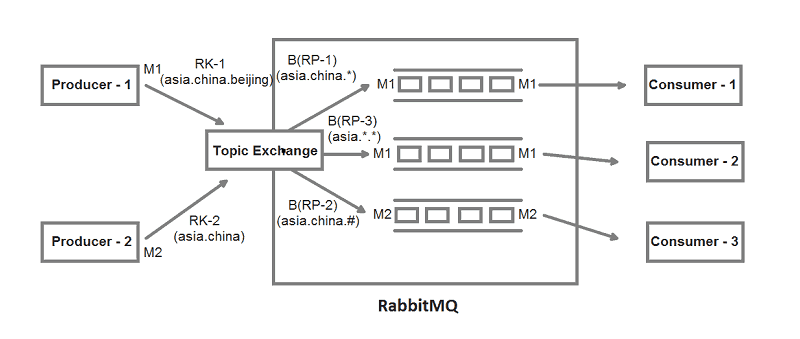 RK-1
(asia.china.beijing)
M1
Producer - 1
B(RP-1)
(asia.china.*)
M1
M1
Consumer - 1
Topic Exchange
B(RP-3)
(asia.*.*)
M1
M1
Consumer - 2
RK-2
(asia.china)
Producer - 2
M2
B(RP-2)
(asia.china.#)
M2
M2
Consumer - 3
RabbitMQ